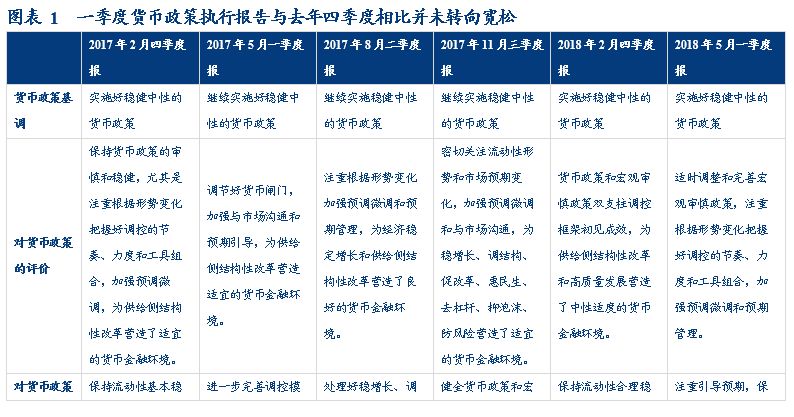 图表 1 一季度货币政策执行报告与去年四季度相比并未转向宽松
2017年2月四季度报
2017年5月一季度报
2017年8月二季度报
2017年11月三季度报
2018年2月四季度报
2018年5月一季度报
货币政策基
调
实施好稳健中性的
货币政策
继续实施好稳健中
性的货币政策
继续实施稳健中性
的货币政策
继续实施稳健中性
的货币政策
实施好稳健中性的
货币政策
实施好稳健中性的
货币政策
对货币政策
的评价
保持货币政策的审
慎和稳健，尤其是
注重根据形势变化
把握好调控的节
奏、力度和工具组
合，加强预调微
调，为供给侧结构
性改革营造了适宜
的货币金融环境。
调节好货币闸门，
加强与市场沟通和
预期引导，为供给
侧结构性改革营造
适宜的货币金融环
境。
注重根据形势变化
加强预调微调和预
期管理，为经济稳
定增长和供给侧结
构性改革营造了良
好的货币金融环
境。
密切关注流动性形
势和市场预期变
化，加强预调微调
和与市场沟通，为
稳增长、调结构、
促改革、惠民生、
去杠杆、抑泡沫、
防风险营造了适宜
的货币金融环境。
货币政策和宏观审
慎政策双支柱调控
框架初见成效，为
供给侧结构性改革
和高质量发展营造
了中性适度的货币
金融环境。
适时调整和完善宏
观审慎政策，注重
根据形势变化把握
好调控的节奏、力
度和工具组合，加
强预调微调和预期
管理。
对货币政策
保持流动性基本稳
进一步完善调控模
处理好稳增长、调
健全货币政策和宏
保持流动性合理稳
注重引导预期，保